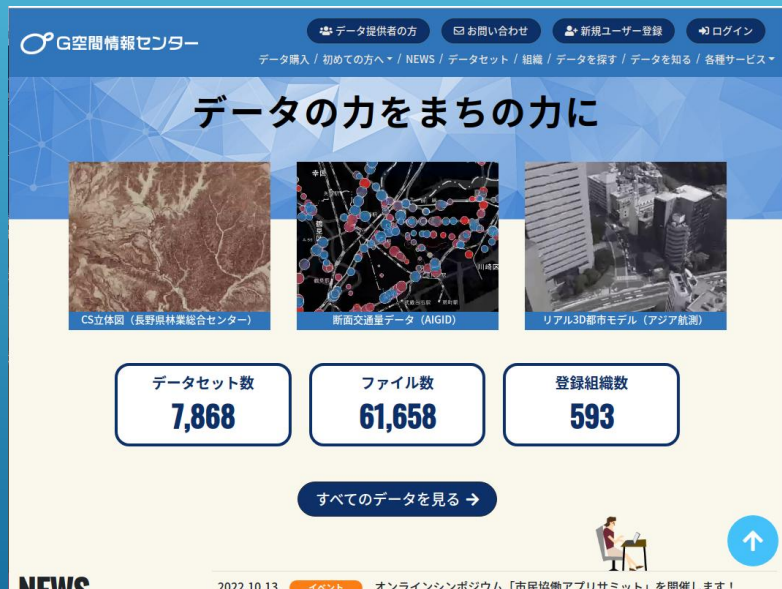 G空間情報センター
データ提供者の方
お問い合わせ
新規ユーザー登録
ログイン
データ購入 / 初めての方へ / NEWS / データセット / 組織 / データを探す / データを知る / 各種サービス
データの力をまちの力に
幸区
鶴見区
川崎区
CS立体図（長野県林業総合センター）
断面交通量データ（AIGID）
リアル3D都市モデル（アジア航測）
データセット数
7,868
ファイル数
61,658
登録組織数
593
すべてのデータを見る
NEWS
2022.10.13 イベント オンラインシンポジウム「市民協働アプリサミット」を開催します！